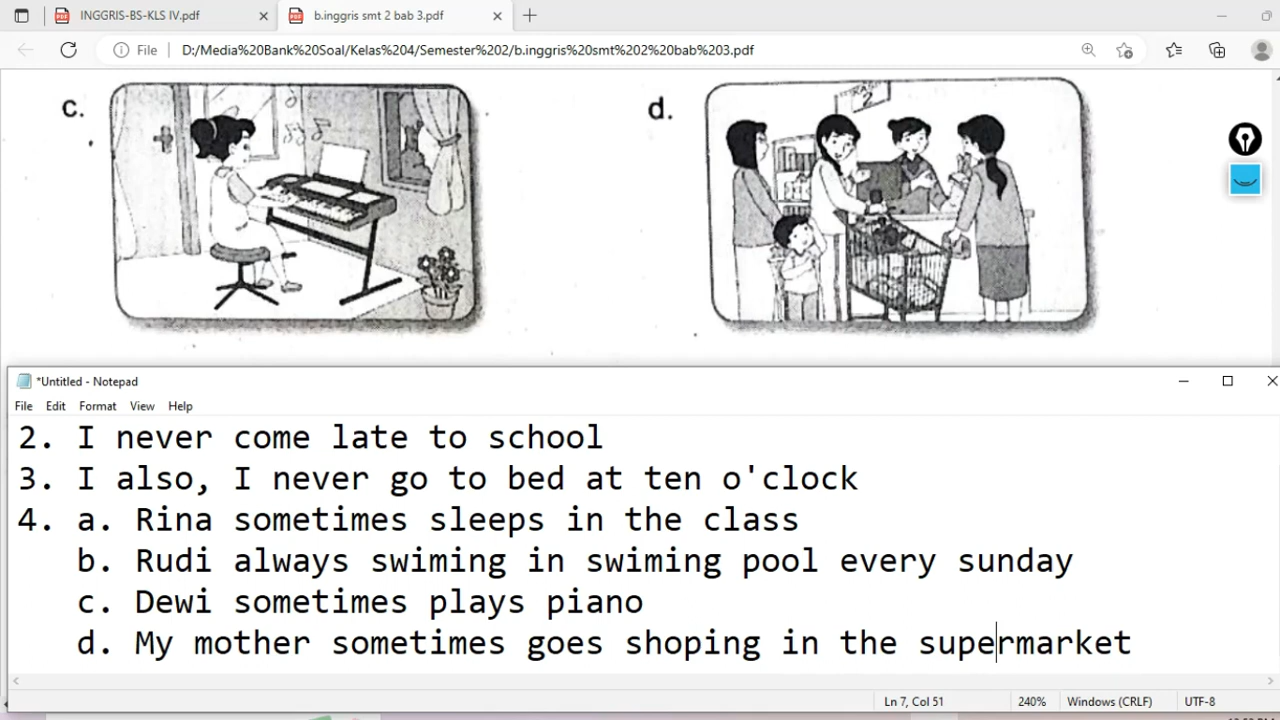 INGGRIS-BS-KLS IV.pdf
b.inggris smt 2 bab 3.pdf
File D:/Media%20Bank%20Soal/Kelas%204/Semester%202/b.inggris%20smt%202%20bab%203.pdf
c.
d.
2
*Untitled - Notepad
File Edit Format View Help
2. I never come late to school
3. I also, I never go to bed at ten o'clock
4. a. Rina sometimes sleeps in the class
b. Rudi always swiming in swiming pool every sunday
c. Dewi sometimes plays piano
d. My mother sometimes goes shoping in the supermarket
Ln 7, Col 51 240% Windows (CRLF) UTF-8